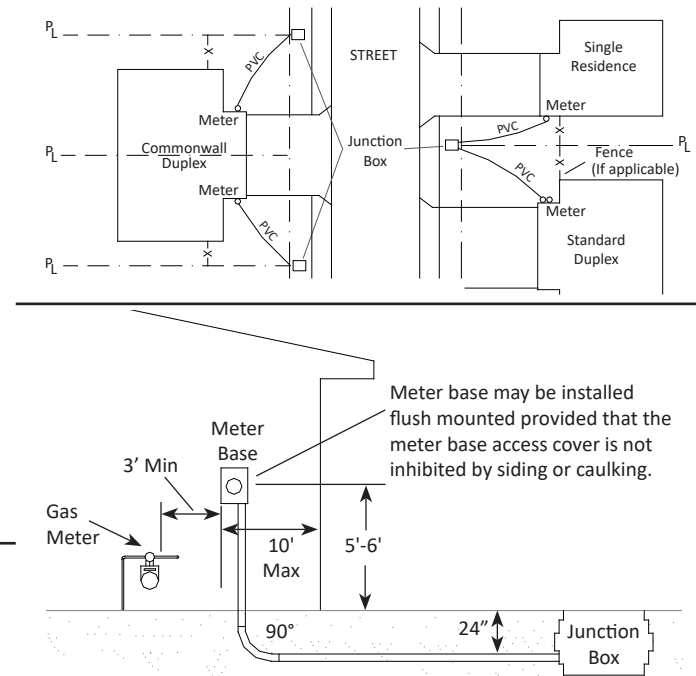 PL
PVC
STREET
Single
Residence
Meter
Meter
PVC
PL
Commonwall
Duplex
Junction
Box
PL
Fence
(If applicable)
Meter
PVC
PVC
Meter
PL
Standard
Duplex
Meter base may be installed
flush mounted provided that the
meter base access cover is not
inhibited by siding or caulking.
Meter
Base
3’ Min
Gas
Meter
10'
Max
5'-6'
90°
24”
Junction
Box